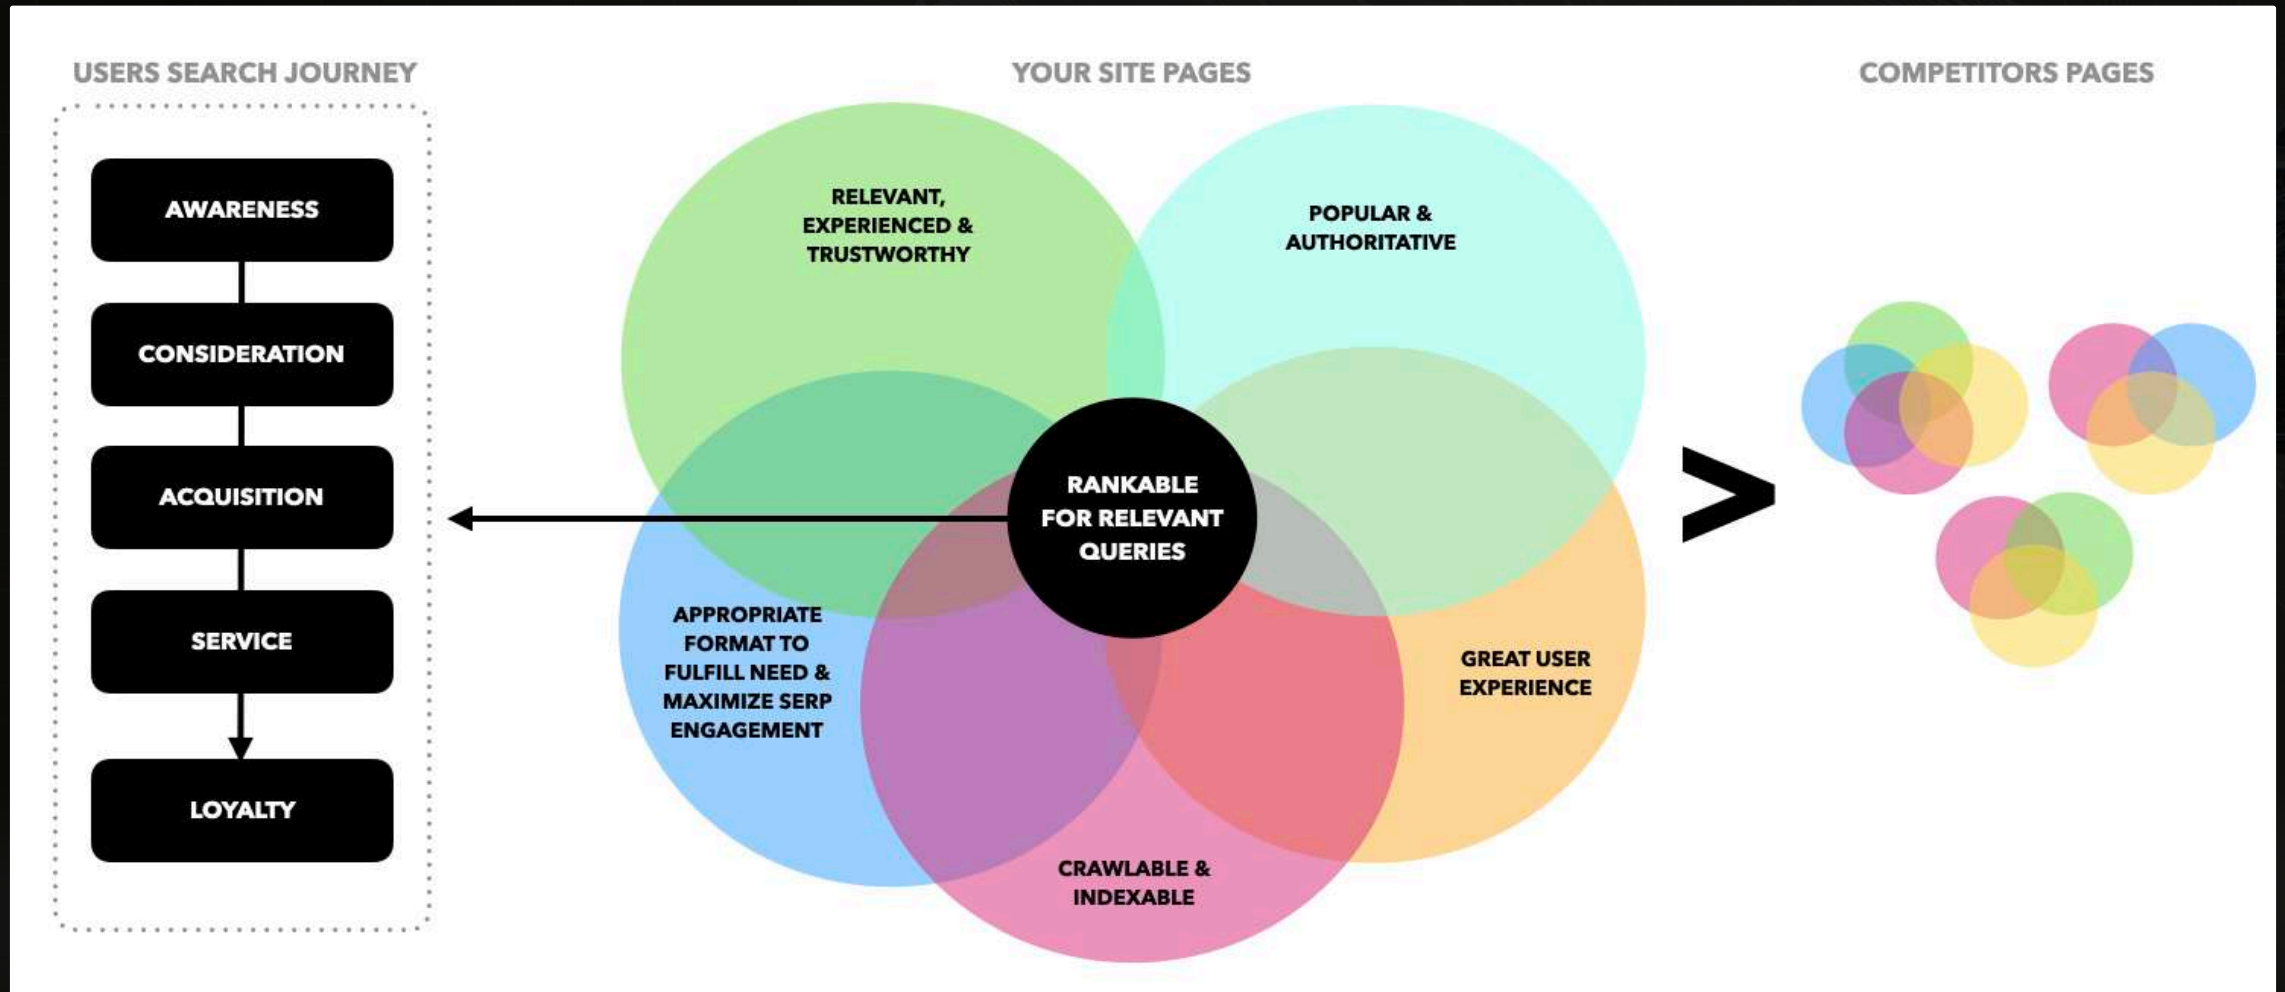 USERS SEARCH JOURNEY
AWARENESS
CONSIDERATION
ACQUISITION
SERVICE
LOYALTY
YOUR SITE PAGES
RELEVANT,
EXPERIENCED &
TRUSTWORTHY
POPULAR &
AUTHORITATIVE
RANKABLE
FOR RELEVANT
QUERIES
APPROPRIATE
FORMAT TO
FULFILL NEED &
MAXIMIZE SERP
ENGAGEMENT
GREAT USER
EXPERIENCE
CRAWLABLE &
INDEXABLE
>
COMPETITORS PAGES